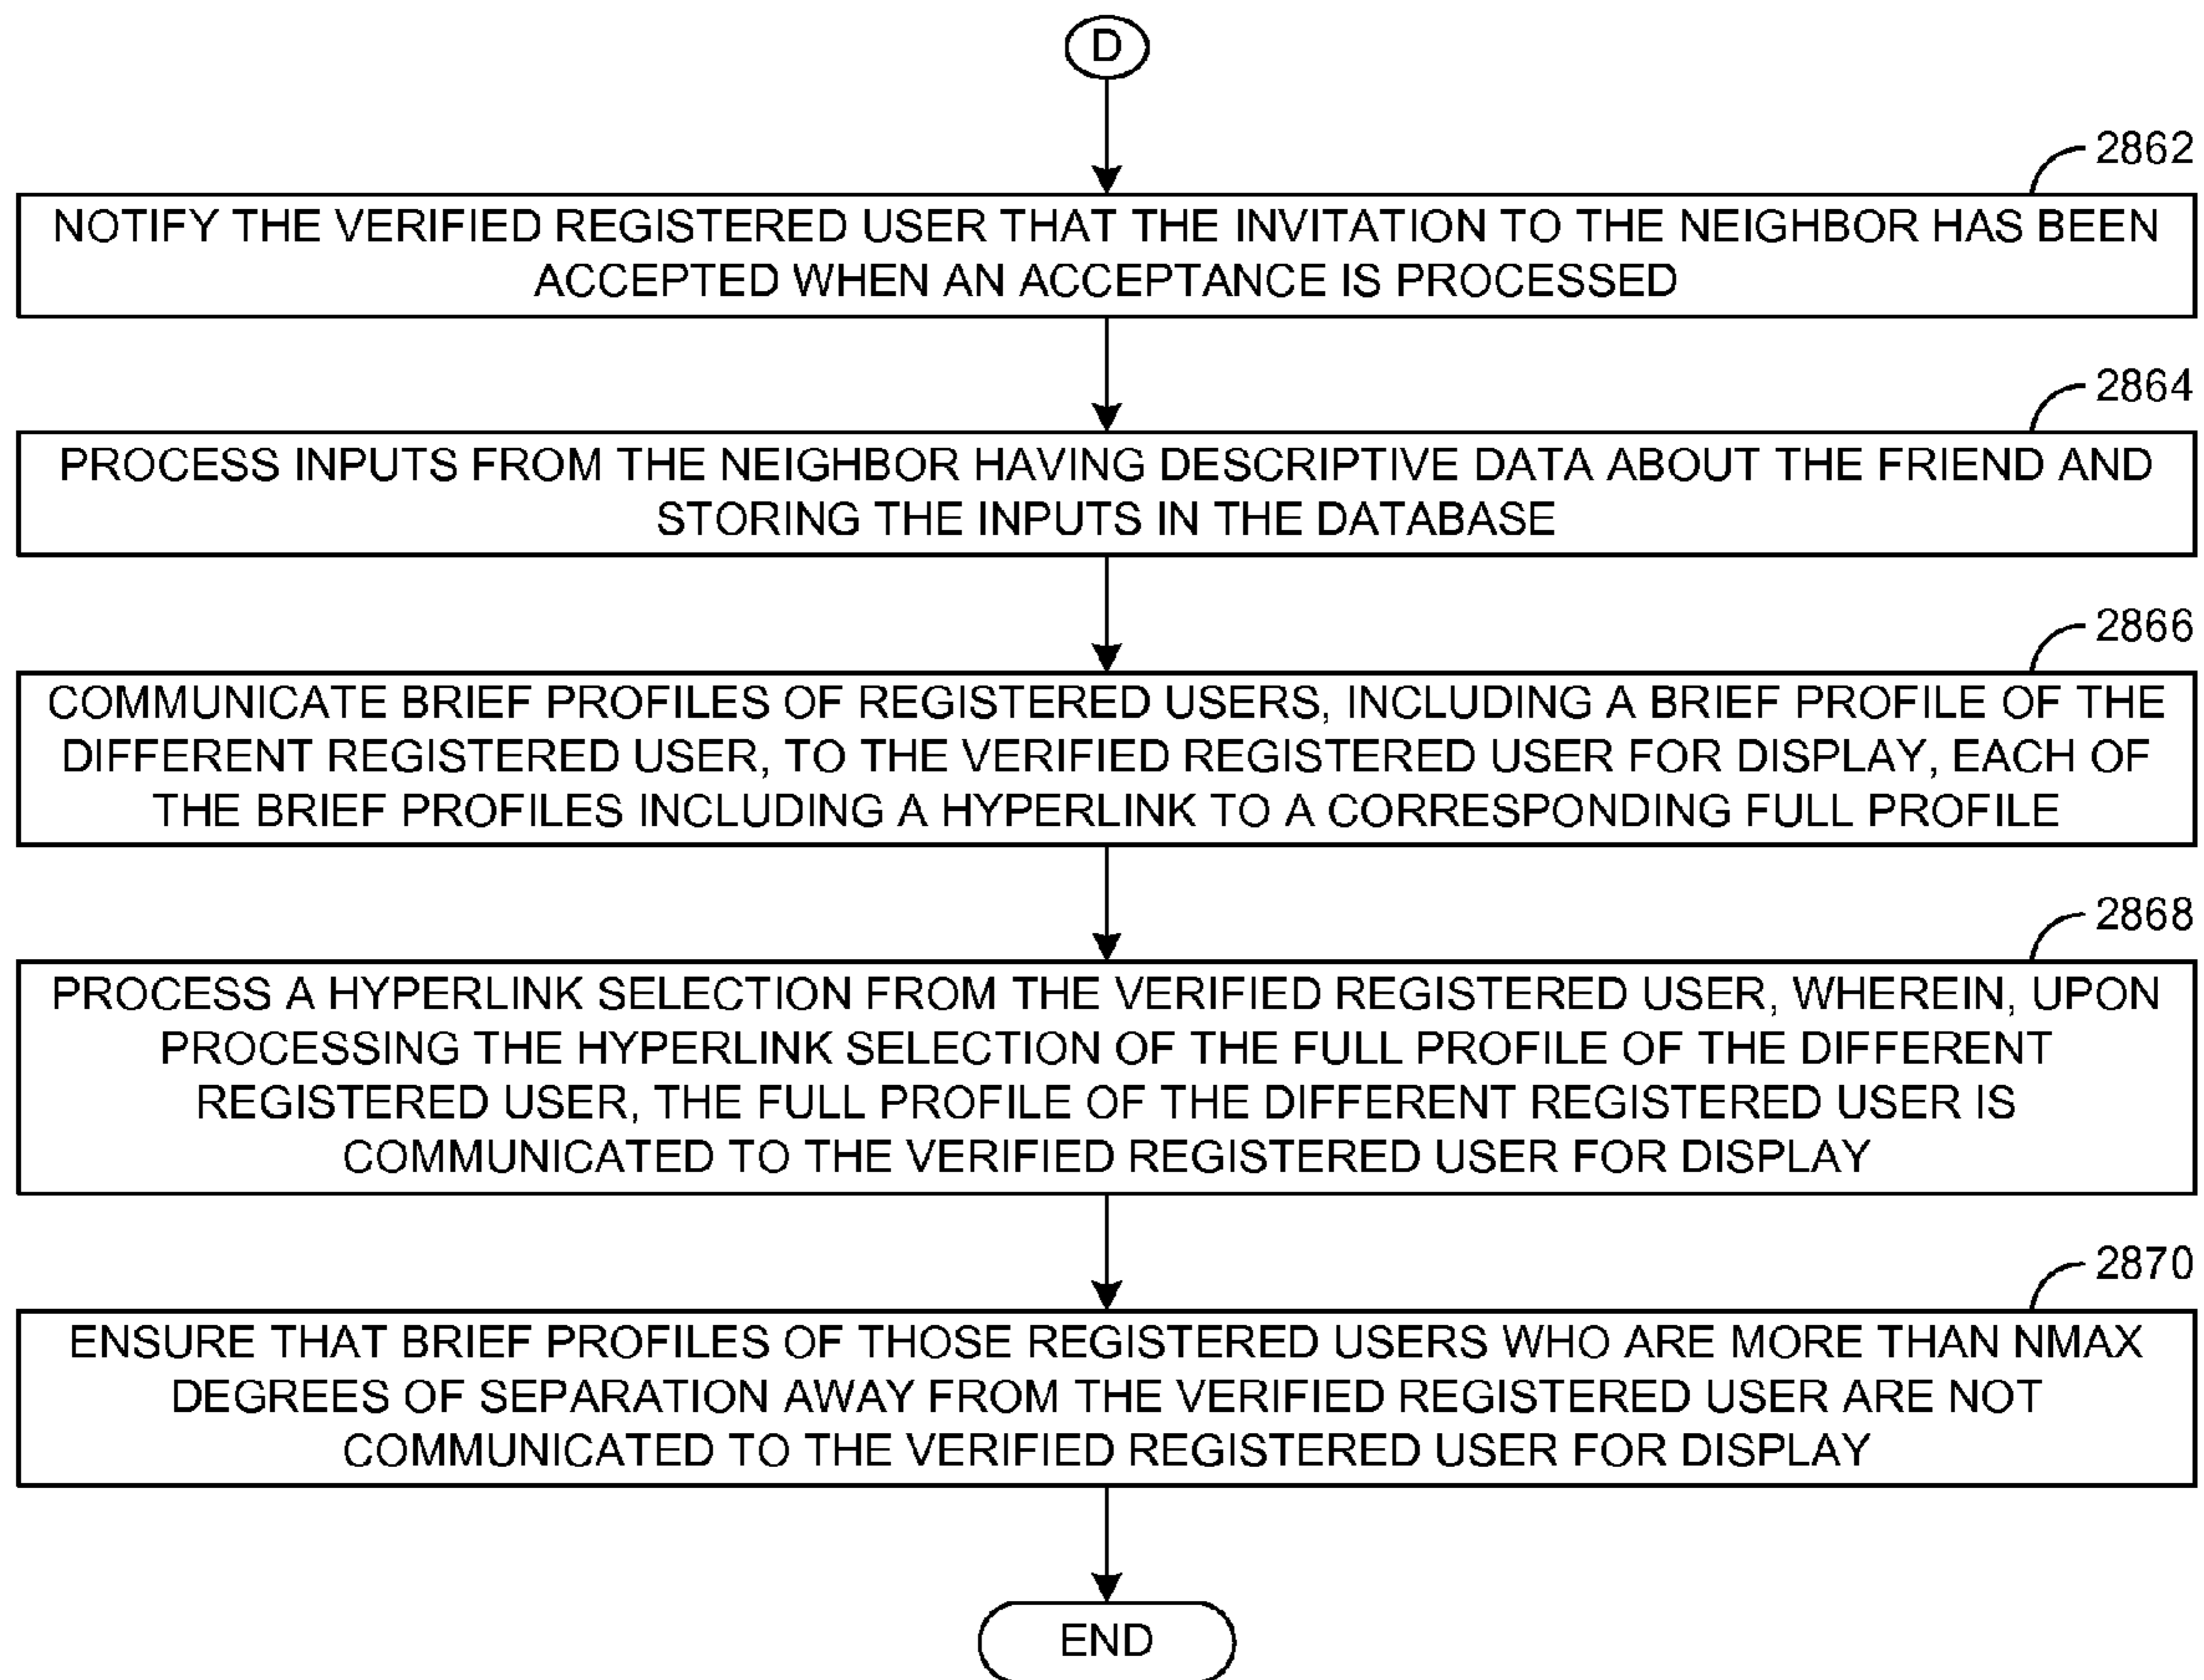 D
2862
NOTIFY THE VERIFIED REGISTERED USER THAT THE INVITATION TO THE NEIGHBOR HAS BEEN
ACCEPTED WHEN AN ACCEPTANCE IS PROCESSED
2864
PROCESS INPUTS FROM THE NEIGHBOR HAVING DESCRIPTIVE DATA ABOUT THE FRIEND AND
STORING THE INPUTS IN THE DATABASE
2866
COMMUNICATE BRIEF PROFILES OF REGISTERED USERS, INCLUDING A BRIEF PROFILE OF THE
DIFFERENT REGISTERED USER, TO THE VERIFIED REGISTERED USER FOR DISPLAY, EACH OF
THE BRIEF PROFILES INCLUDING A HYPERLINK TO A CORRESPONDING FULL PROFILE
2868
PROCESS A HYPERLINK SELECTION FROM THE VERIFIED REGISTERED USER, WHEREIN, UPON
PROCESSING THE HYPERLINK SELECTION OF THE FULL PROFILE OF THE DIFFERENT
REGISTERED USER, THE FULL PROFILE OF THE DIFFERENT REGISTERED USER IS
COMMUNICATED TO THE VERIFIED REGISTERED USER FOR DISPLAY
2870
ENSURE THAT BRIEF PROFILES OF THOSE REGISTERED USERS WHO ARE MORE THAN NMAX
DEGREES OF SEPARATION AWAY FROM THE VERIFIED REGISTERED USER ARE NOT
COMMUNICATED TO THE VERIFIED REGISTERED USER FOR DISPLAY
END